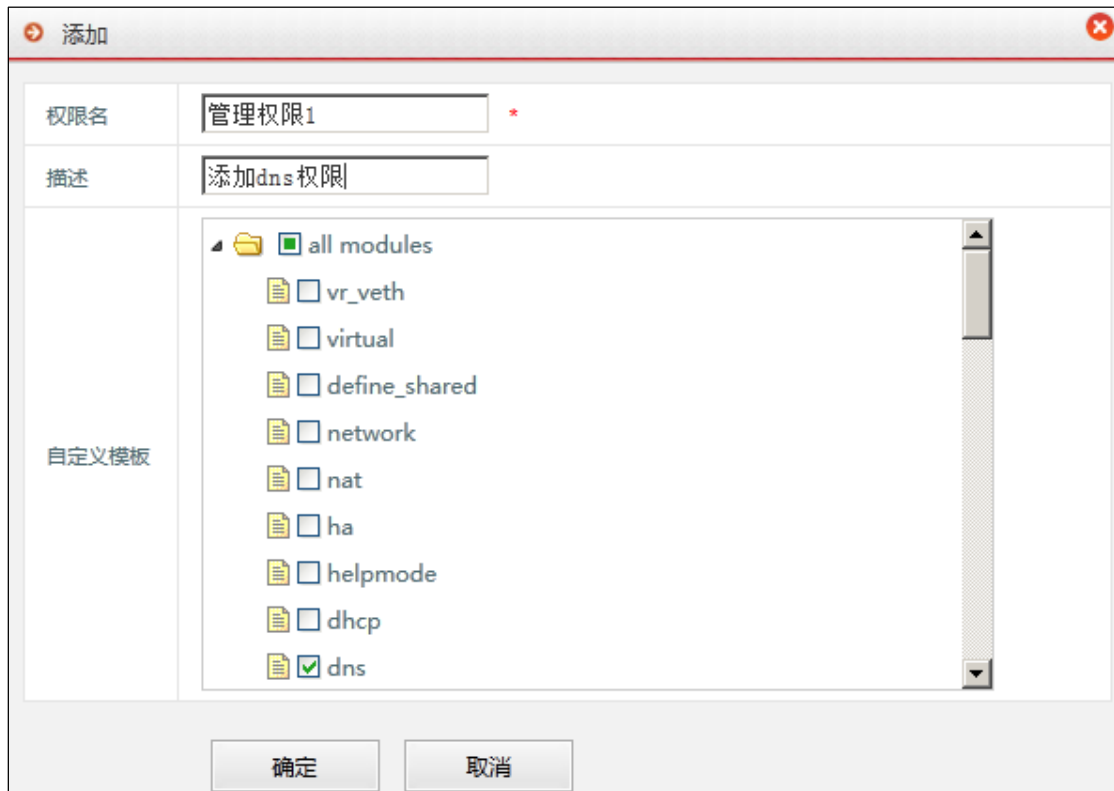 添加
权限名 管理权限1 *
描述 添加dns权限
自定义模板
all modules
vr_veth
virtual
define_shared
network
nat
ha
helpmode
dhcp
dns
确定 取消